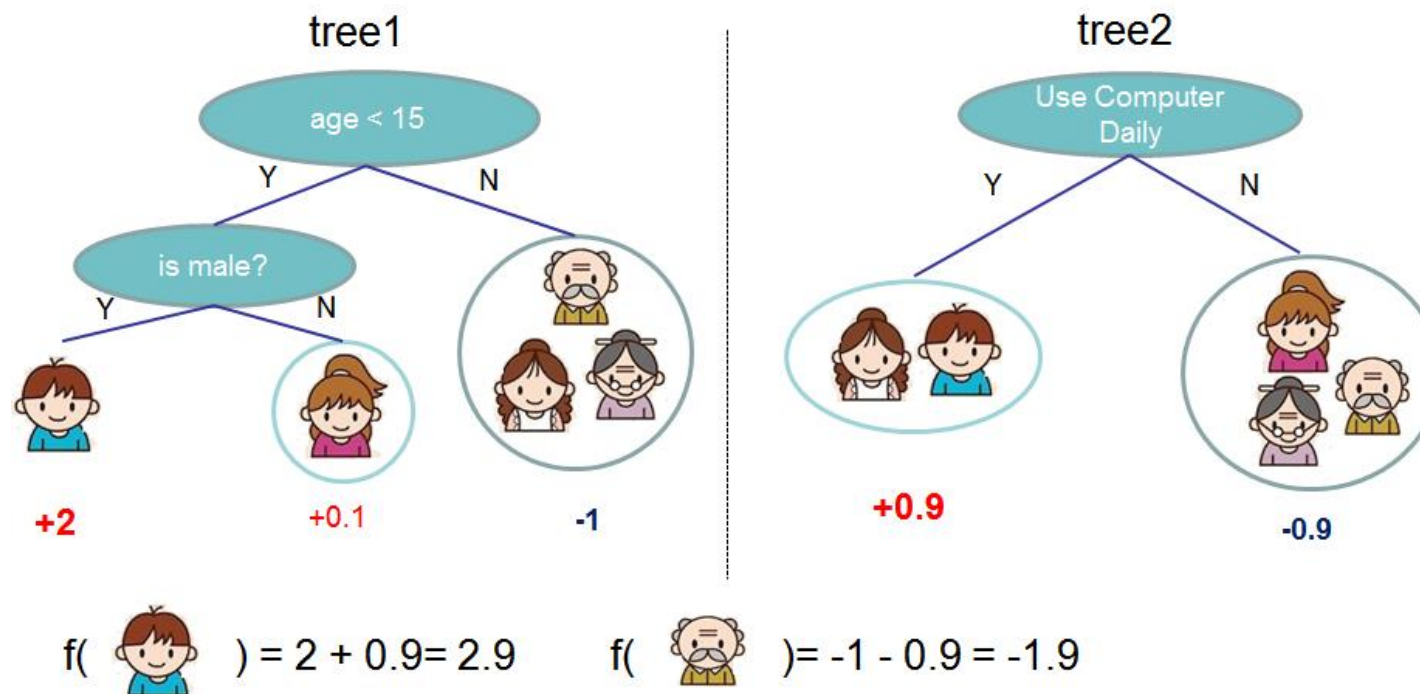 tree1
age < 15
Y
N
is male?
Y
N
+2
+0.1
-1
tree2
Use Computer
Daily
Y
N
+0.9
-0.9
f( ) = 2 + 0.9= 2.9
f( )= -1 - 0.9 = -1.9